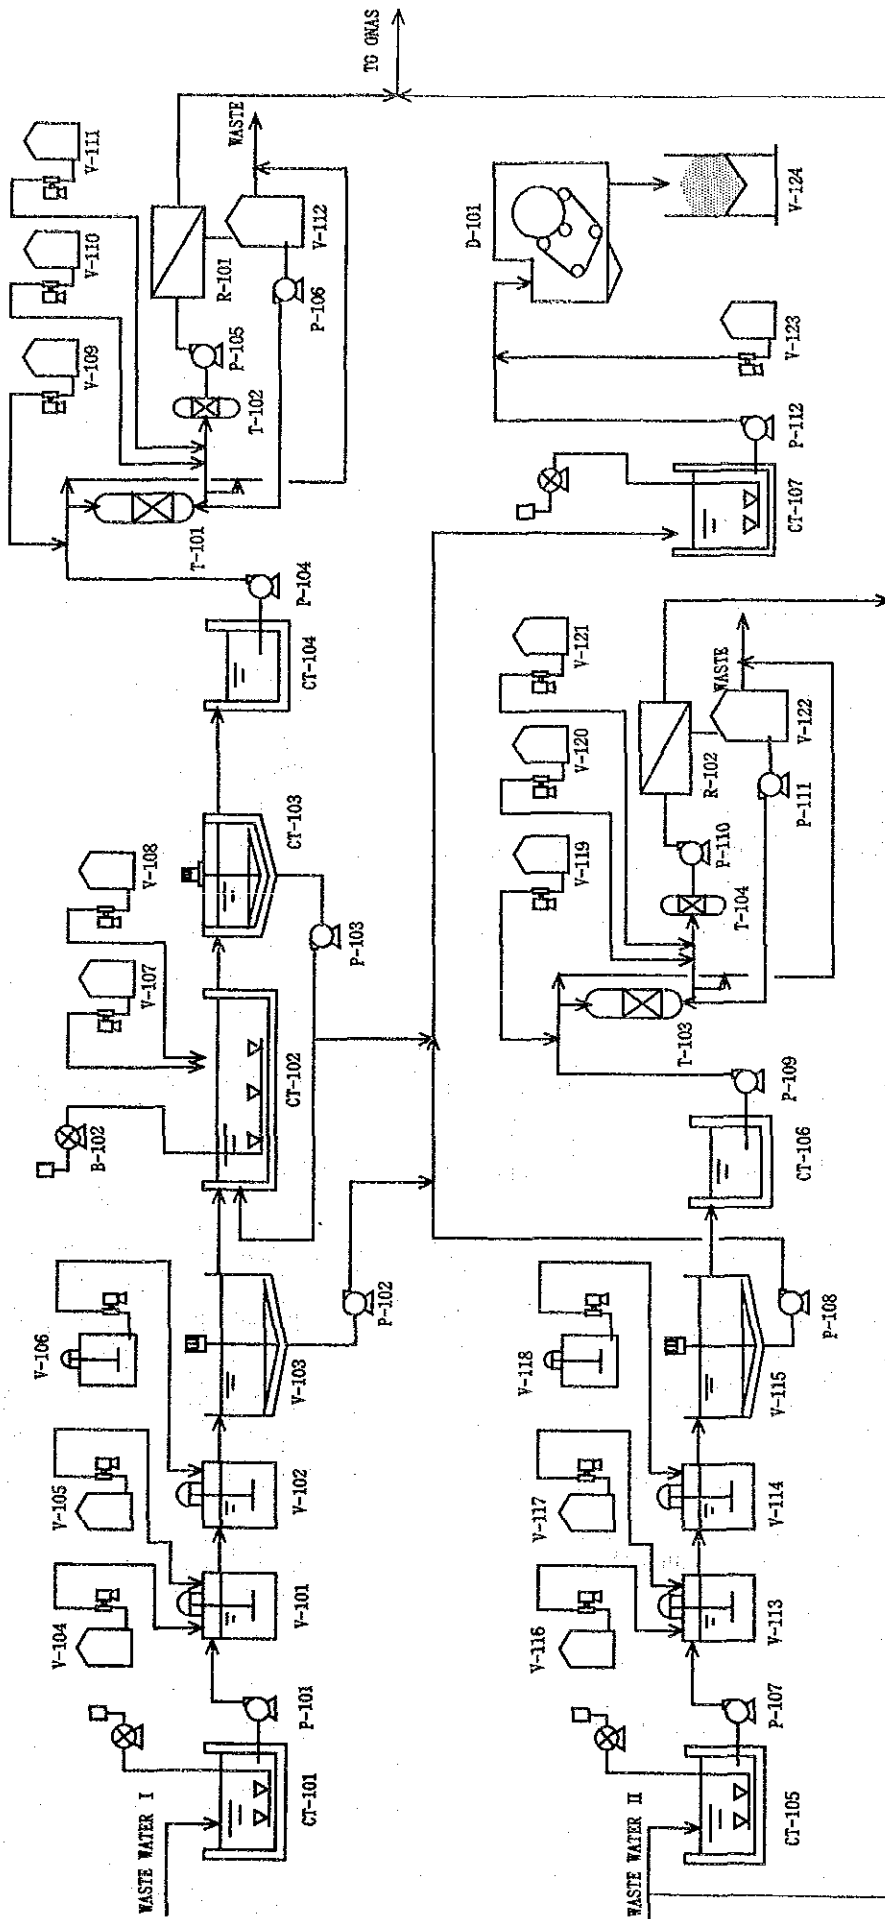 WASTE WATER I
CT-101
P-101
V-104
V-101
V-105
V-102
V-106
V-103
P-102
B-102
CT-102
V-107
V-108
P-103
CT-103
CT-104
P-104
T-101
V-109
T-102
P-105
V-110
R-101
P-106
V-111
V-112
WASTE
TO ONAS
WASTE WATER II
CT-105
P-107
V-116
V-113
V-117
V-114
V-118
V-115
P-108
CT-106
P-109
T-103
V-119
T-104
P-110
V-120
R-102
P-111
V-121
V-122
WASTE
CT-107
P-112
V-123
D-101
V-124